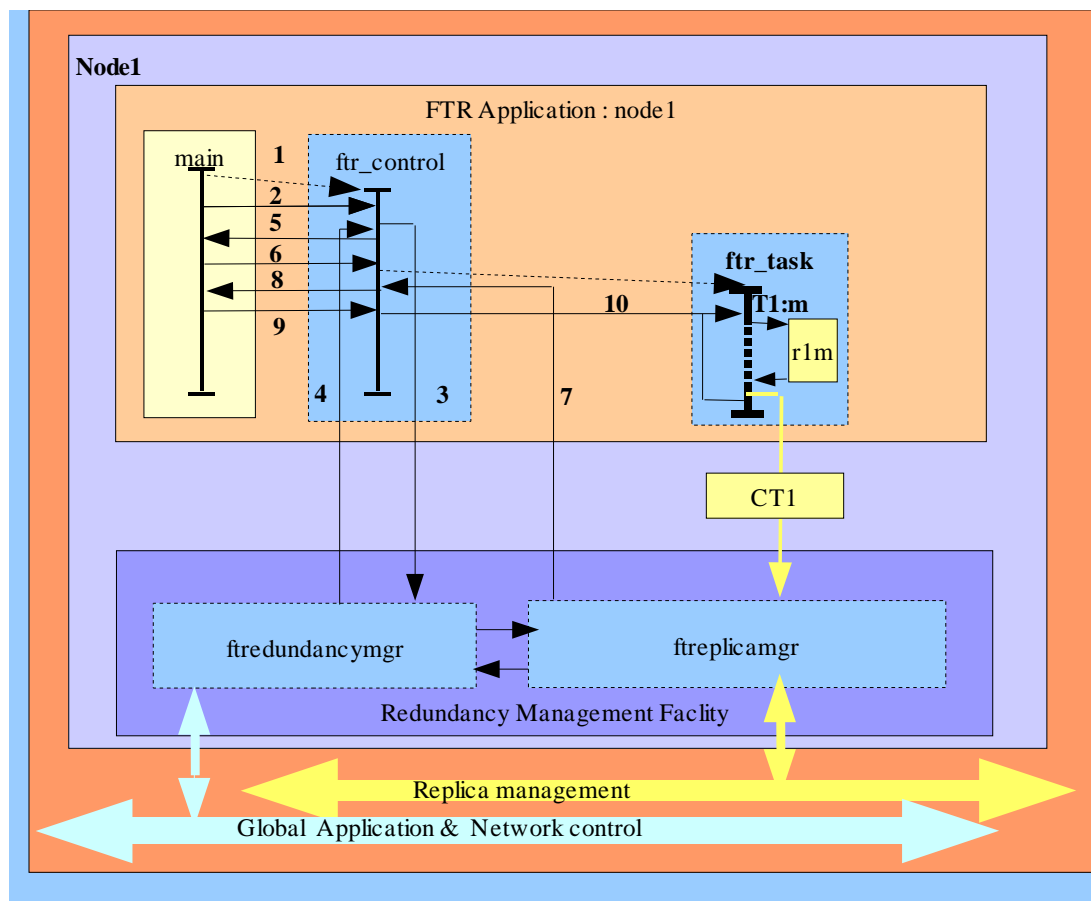 Node1
FTR Application : node1
main
1
ftr_control
2
5
6
8
9
ftr_task
T1:m
10
r1m
4
3
7
CT1
ftredundancymgr
ftreplicamgr
Redundancy Management Faclity
Replica management
Global Application & Network control